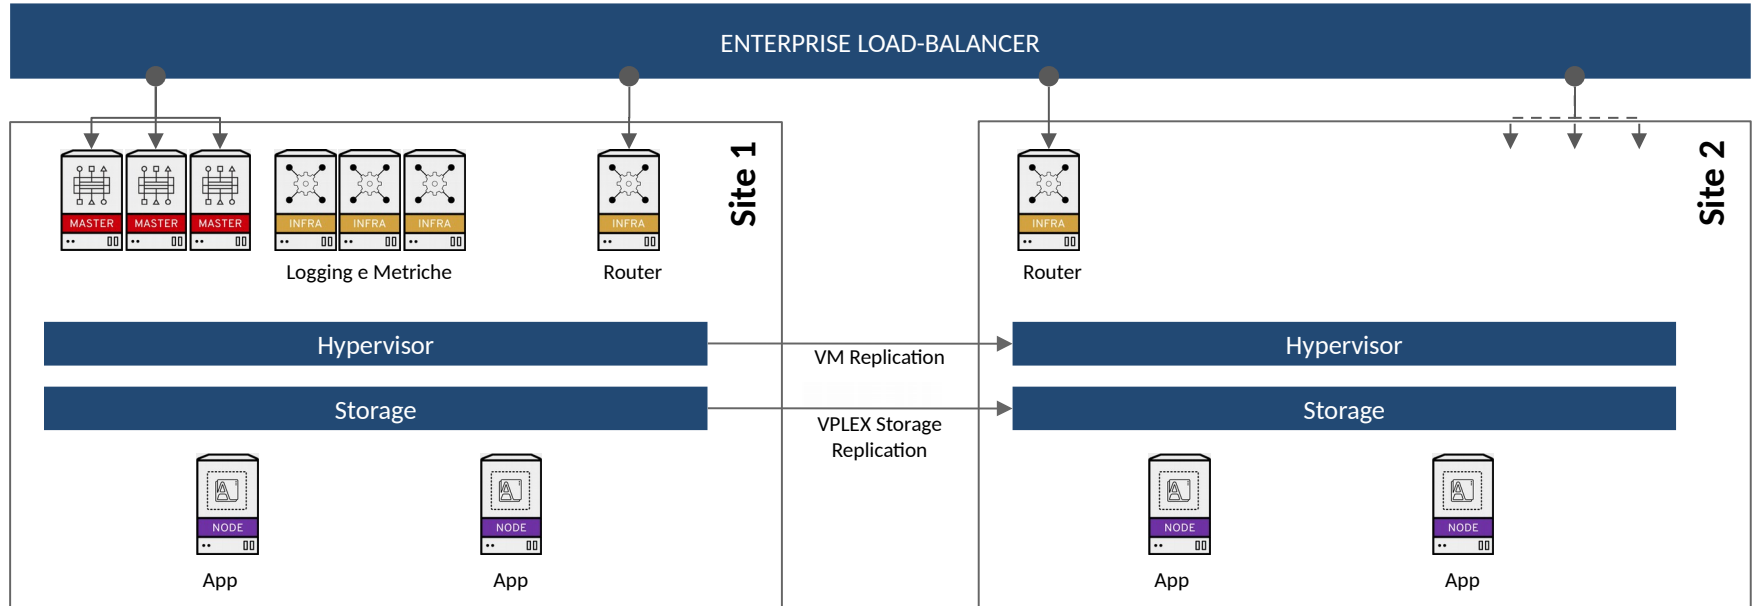 ENTERPRISE LOAD-BALANCER
Site 1
MASTER
MASTER
MASTER
INFRA
INFRA
INFRA
INFRA
Logging e Metriche
Router
Hypervisor
Storage
NODE
NODE
App
App
VM Replication
VPLEX Storage
Replication
Site 2
INFRA
Router
Hypervisor
Storage
NODE
NODE
App
App